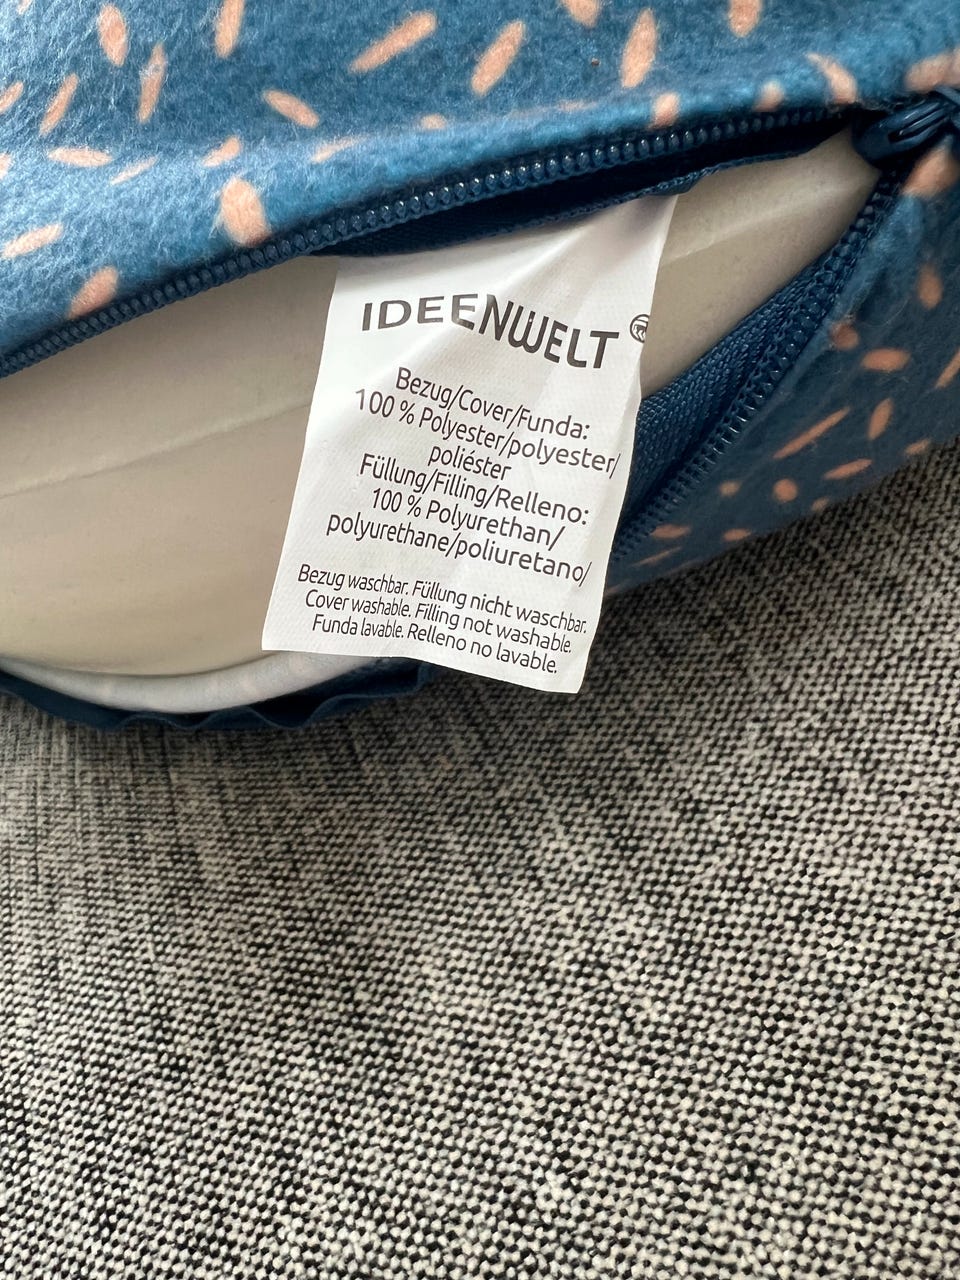 IDEENWELT®
Bezug/Cover/Funda:
100 % Polyester/polyester/
poliéster
Füllung/Filling/Relleno:
100 % Polyurethan/
polyurethane/poliuretano/
Bezug waschbar. Füllung nicht waschbar.
Cover washable. Filling not washable.
Funda lavable. Relleno no lavable.